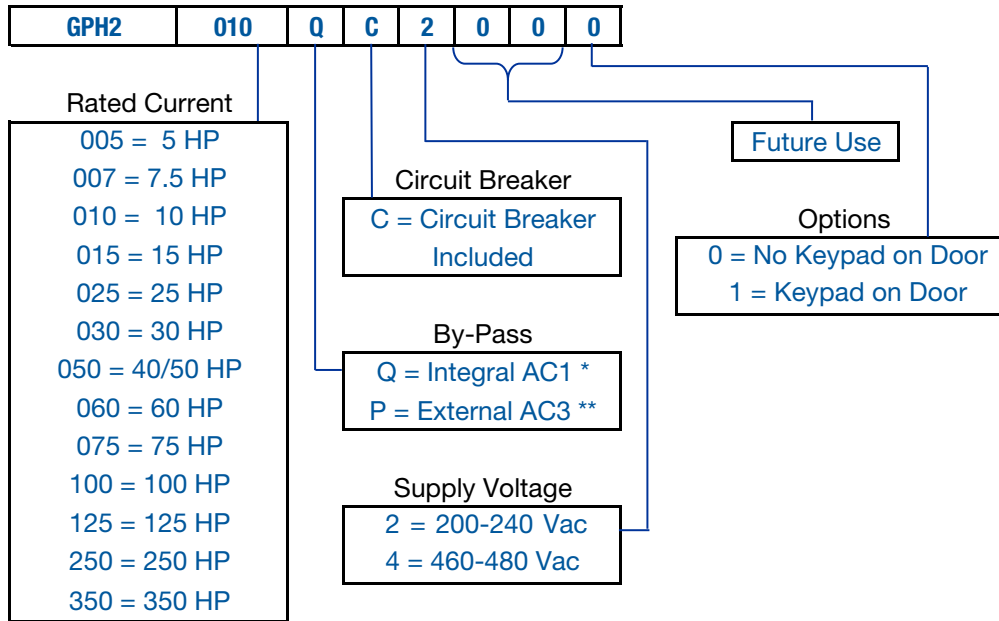 GPH2 010 Q C 2 0 0 0
Rated Current
005 = 5 HP
007 = 7.5 HP
010 = 10 HP
015 = 15 HP
025 = 25 HP
030 = 30 HP
050 = 40/50 HP
060 = 60 HP
075 = 75 HP
100 = 100 HP
125 = 125 HP
250 = 250 HP
350 = 350 HP
Circuit Breaker
C = Circuit Breaker
Included
By-Pass
Q = Integral AC1 *
P = External AC3 **
Supply Voltage
2 = 200-240 Vac
4 = 460-480 Vac
Future Use
Options
0 = No Keypad on Door
1 = Keypad on Door